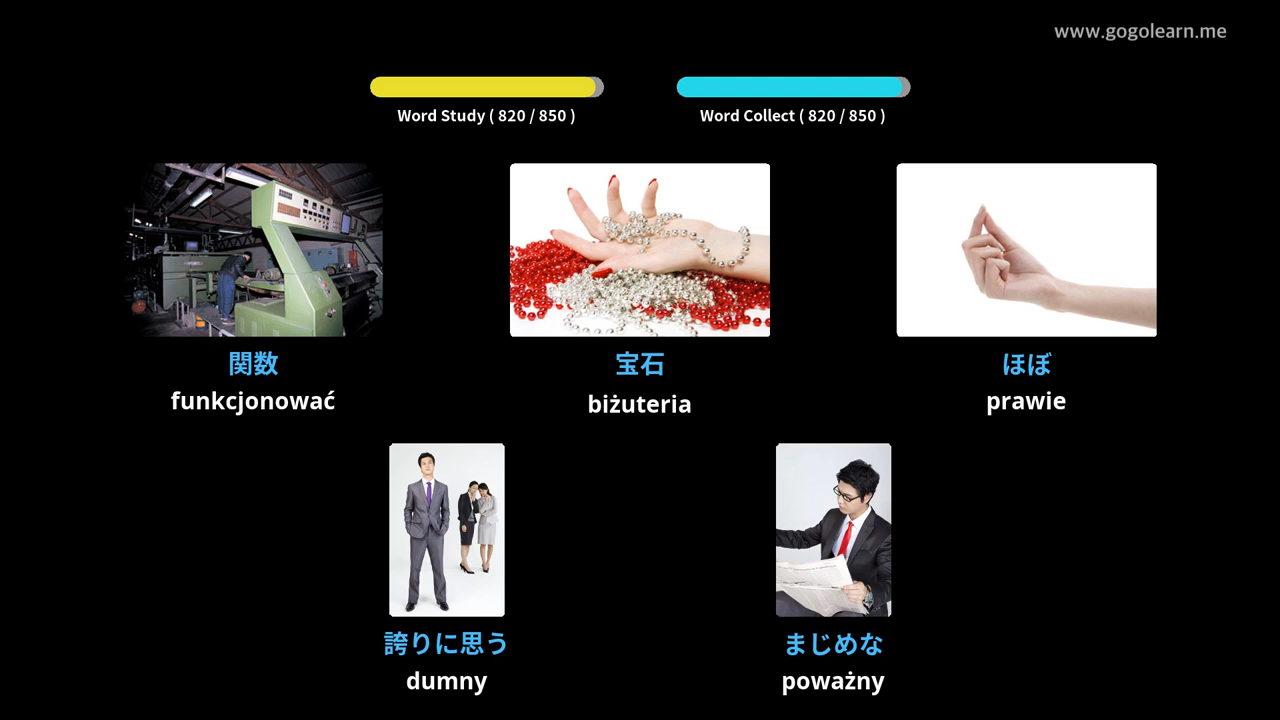 www.gogolearn.me
Word Study ( 820 / 850 )
Word Collect ( 820 / 850 )
関数
funkcjonować
宝石
biżuteria
ほぼ
prawie
誇りに思う
dumny
まじめな
poważny